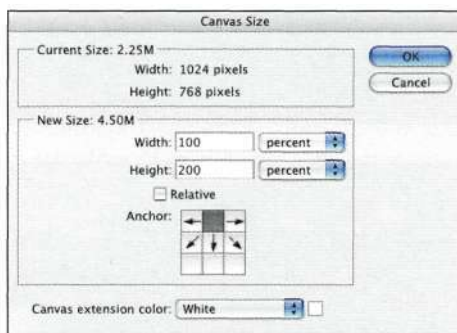 Canvas Size
Current Size: 2.25M
Width: 1024 pixels
Height: 768 pixels
OK
Cancel
New Size: 4.50M
Width: 100 percent
Height: 200 percent
Relative
Anchor:
Canvas extension color: White